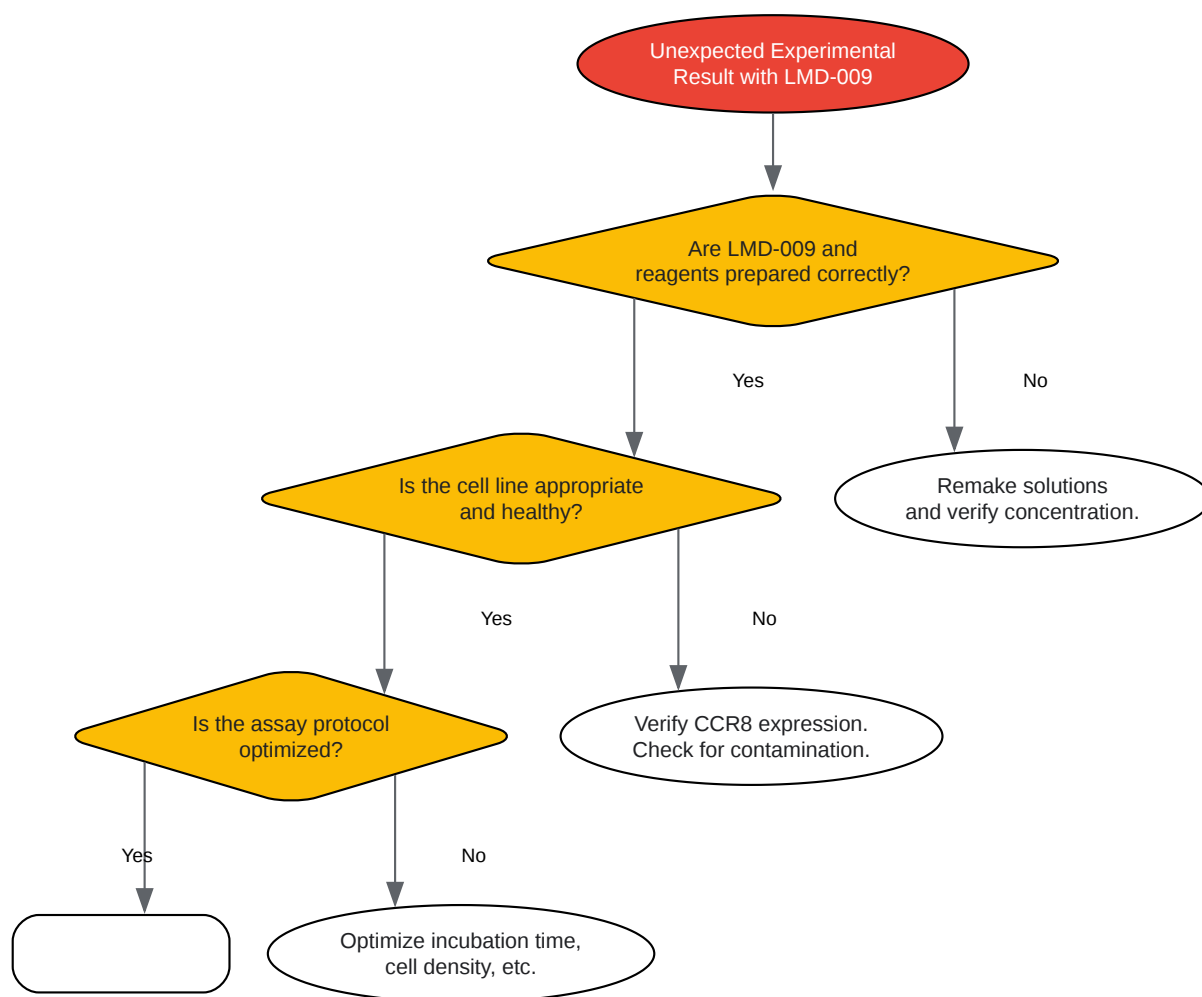 Unexpected Experimental
Result with LMD-009
Are LMD-009 and
reagents prepared correctly?
Yes
No
Is the cell line appropriate
and healthy?
Remake solutions
and verify concentration.
Yes
No
Is the assay protocol
optimized?
Verify CCR8 expression.
Check for contamination.
Yes
No
Optimize incubation time,
cell density, etc.